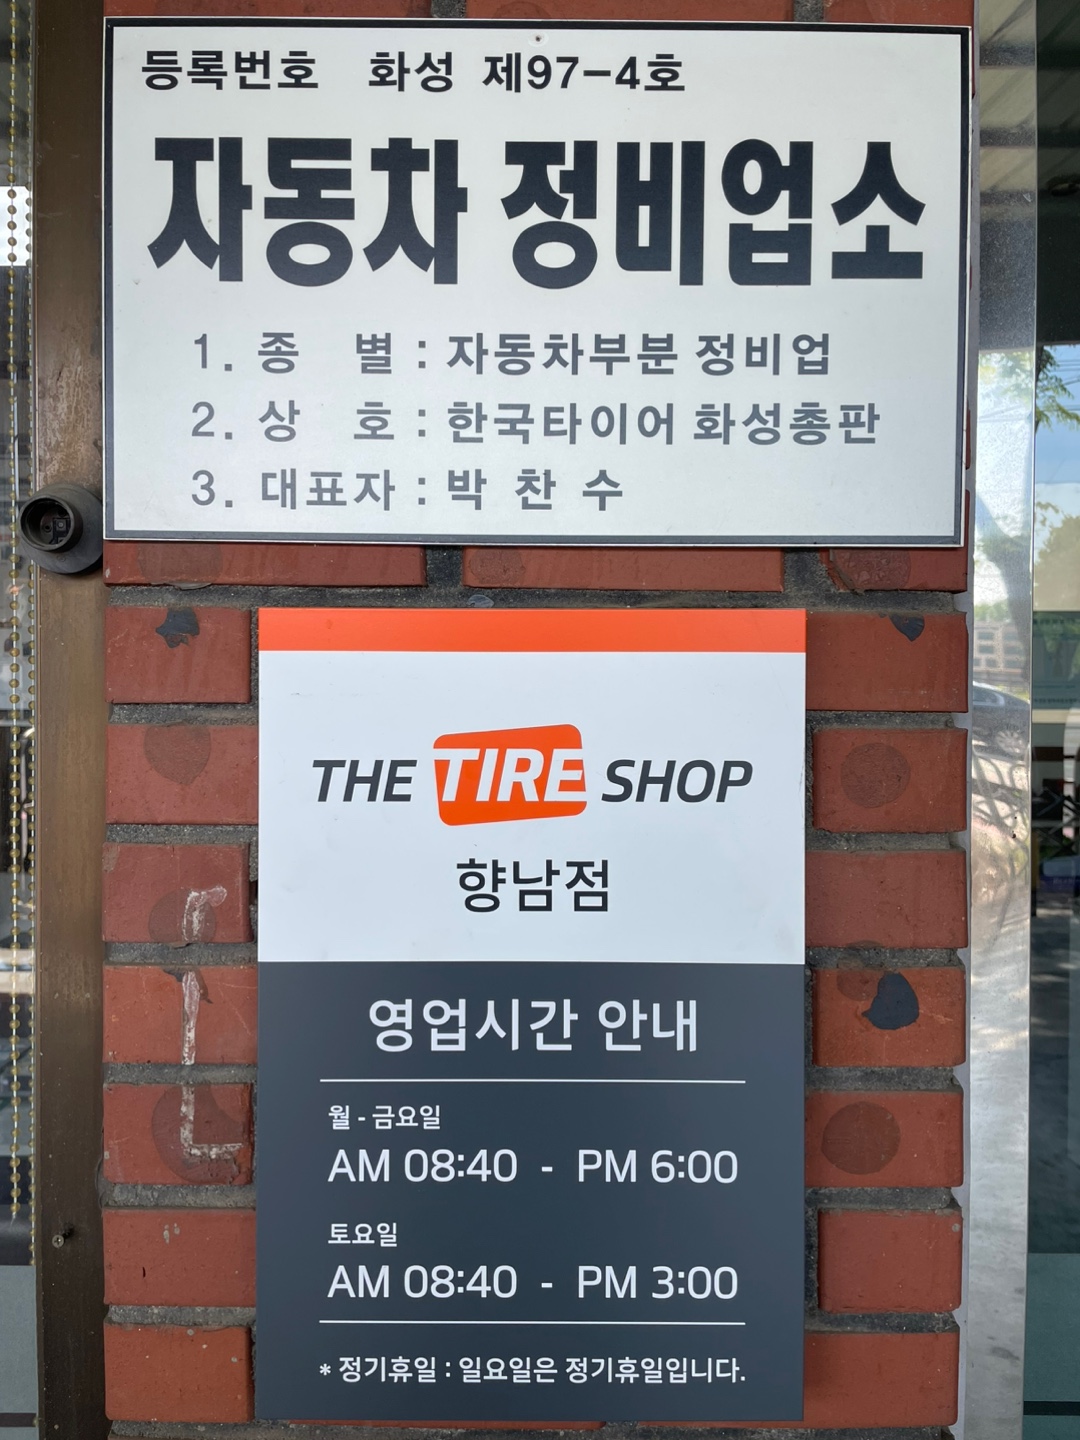 등록번호 화성 제97-4호
자동차 정비업소
1. 종 별 : 자동차부분 정비업
2. 상 호 : 한국타이어 화성총판
3. 대표자 : 박 찬 수
THE TIRE SHOP
향남점
영업시간 안내
월 - 금요일
AM 08:40 - PM 6:00
토요일
AM 08:40 - PM 3:00
* 정기휴일 : 일요일은 정기휴일입니다.